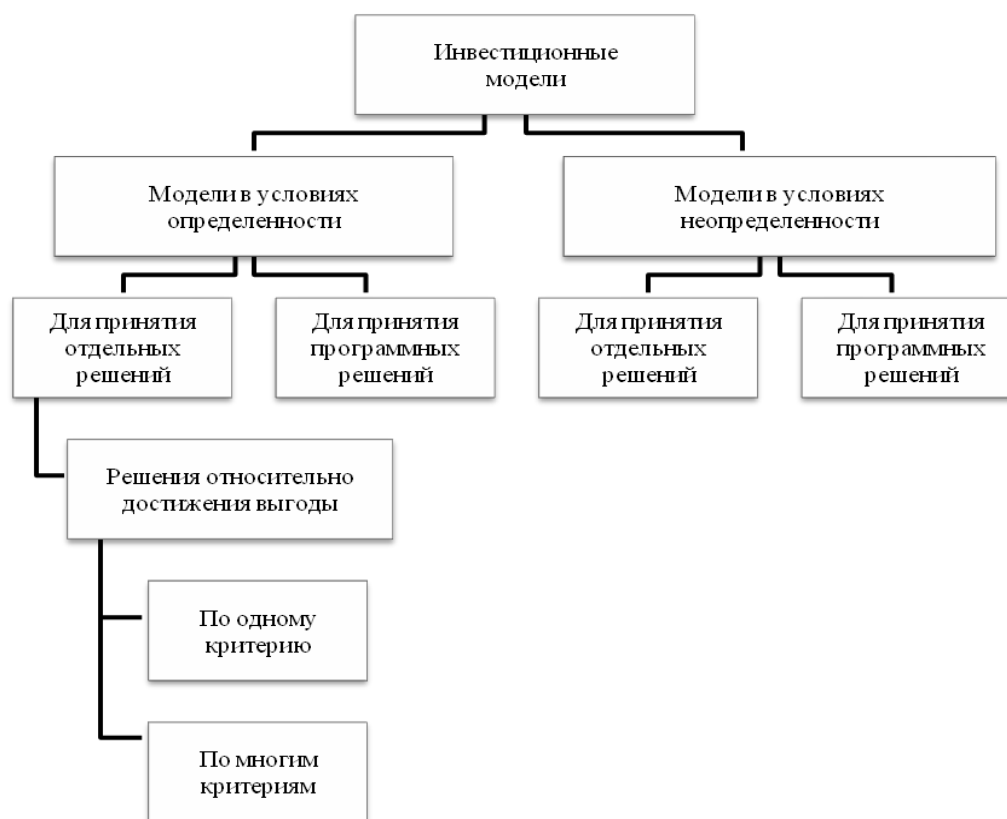 Инвестиционные
модели
Модели в условиях
определенности
Модели в условиях
неопределенности
Для принятия
отдельных
решений
Для принятия
программных
решений
Для принятия
отдельных
решений
Для принятия
программных
решений
Решения относительно
достижения выгоды
По одному
критерию
По многим
критериям